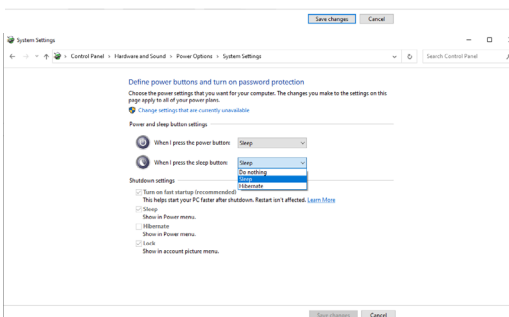 Save changes Cancel
System Settings
Control Panel > Hardware and Sound > Power Options > System Settings
Search Control Panel
Define power buttons and turn on password protection
Choose the power settings that you want for your computer. The changes you make to the settings on this
page apply to all of your power plans.
Change settings that are currently unavailable
Power and sleep button settings
When I press the power button: Sleep
When I press the sleep button: Sleep
Do nothing
Sleep
Hibernate
Shutdown settings
Turn on fast startup (recommended)
This helps start your PC faster after shutdown. Restart isn't affected. Learn More
Sleep
Show in Power menu.
Hibernate
Show in Power menu.
Lock
Show in account picture menu.
Save changes Cancel